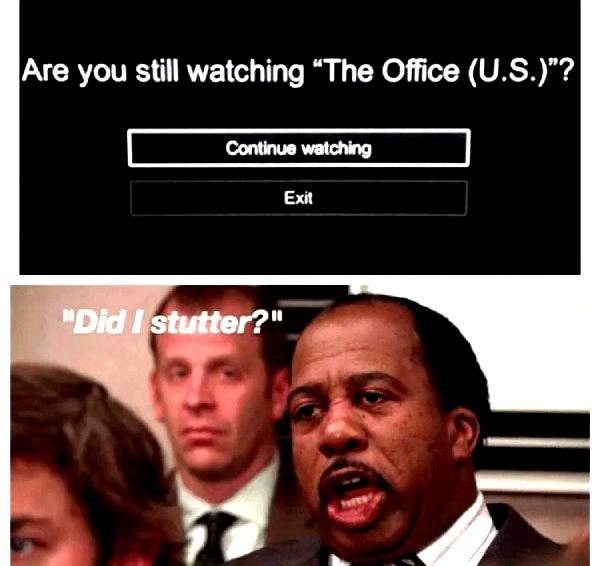 Are you still watching “The Office (U.S.)”?
Continue watching
Exit
"Did I stutter?"